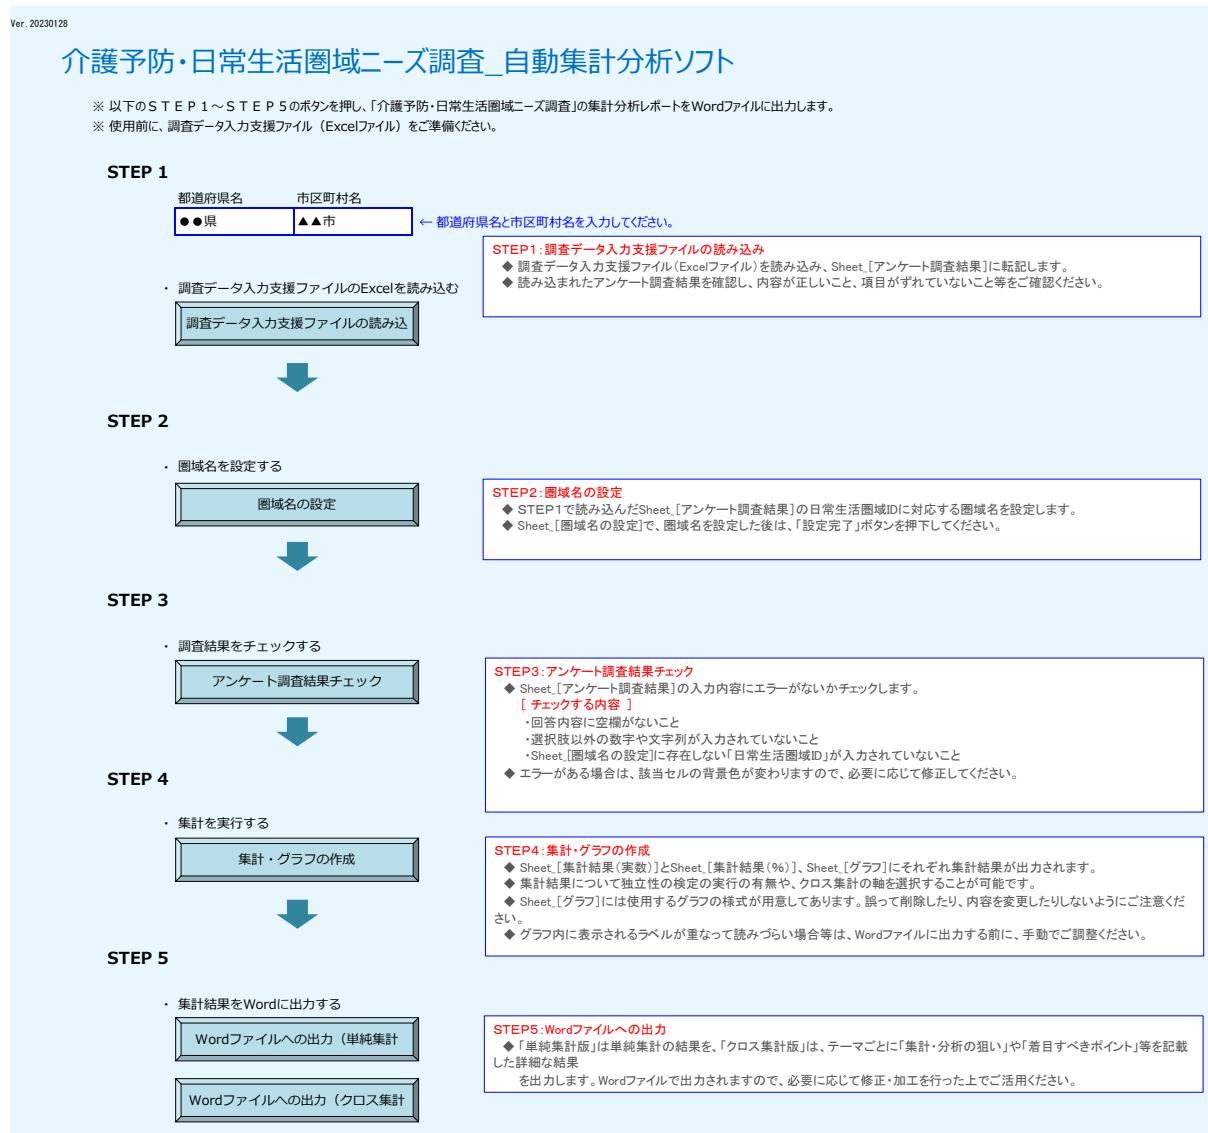 Ver.20230128
介護予防・日常生活圏域ニーズ調査_自動集計分析ソフト
※ 以下のＳＴＥＰ１～ＳＴＥＰ５のボタンを押し、「介護予防・日常生活圏域ニーズ調査」の集計分析レポートをWordファイルに出力します。
※ 使用前に、調査データ入力支援ファイル（Excelファイル）をご準備ください。
STEP 1
都道府県名 市区町村名
●●県 ▲▲市 ← 都道府県名と市区町村名を入力してください。
STEP1:調査データ入力支援ファイルの読み込み
◆ 調査データ入力支援ファイル(Excelファイル)を読み込み、Sheet_[アンケート調査結果]に転記します。
◆ 読み込まれたアンケート調査結果を確認し、内容が正しいこと、項目がずれていないこと等をご確認ください。
・ 調査データ入力支援ファイルのExcelを読み込む
調査データ入力支援ファイルの読み込
STEP 2
・ 圏域名を設定する
圏域名の設定
STEP2:圏域名の設定
◆ STEP1で読み込んだSheet_[アンケート調査結果]の日常生活圏域IDに対応する圏域名を設定します。
◆ Sheet_[圏域名の設定]で、圏域名を設定した後は、「設定完了」ボタンを押下してください。
STEP 3
・ 調査結果をチェックする
アンケート調査結果チェック
STEP3:アンケート調査結果チェック
◆ Sheet_[アンケート調査結果]の入力内容にエラーがないかチェックします。
[ チェックする内容 ]
・回答内容に空欄がないこと
・選択肢以外の数字や文字列が入力されていないこと
・Sheet_[圏域名の設定]に存在しない「日常生活圏域ID」が入力されていないこと
◆ エラーがある場合は、該当セルの背景色が変わりますので、必要に応じて修正してください。
STEP 4
・ 集計を実行する
集計・グラフの作成
STEP4:集計・グラフの作成
◆ Sheet_[集計結果(実数)]とSheet_[集計結果(%)]、Sheet_[グラフ]にそれぞれ集計結果が出力されます。
◆ 集計結果について独立性の検定の実行の有無や、クロス集計の軸を選択することが可能です。
◆ Sheet_[グラフ]には使用するグラフの様式が用意してあります。誤って削除したり、内容を変更したりしないようにご注意くだ
さい。
◆ グラフ内に表示されるラベルが重なって読みづらい場合等は、Wordファイルに出力する前に、手動でご調整ください。
STEP 5
・ 集計結果をWordに出力する
Wordファイルへの出力（単純集計
Wordファイルへの出力（クロス集計
STEP5:Wordファイルへの出力
◆ 「単純集計版」は単純集計の結果を、「クロス集計版」は、テーマごとに「集計・分析の狙い」や「着目すべきポイント」等を記載
した詳細な結果
を出力します。Wordファイルで出力されますので、必要に応じて修正・加工を行った上でご活用ください。